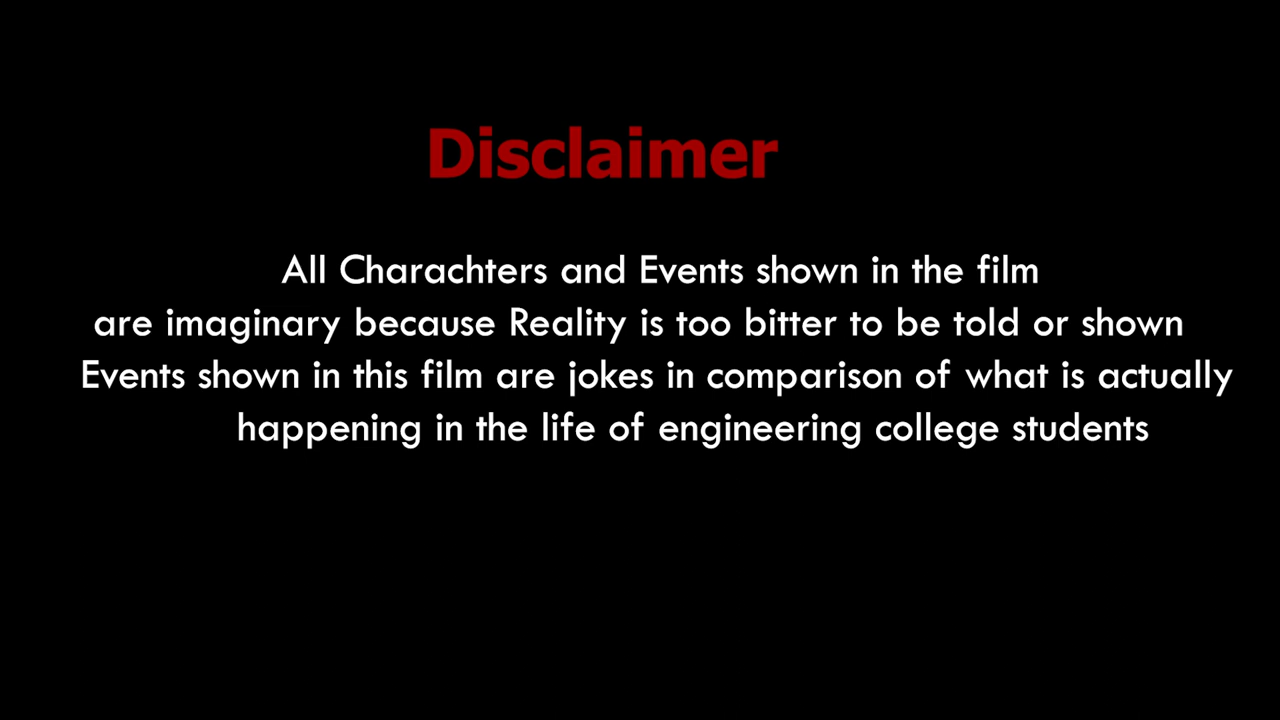 Disclaimer
All Charachters and Events shown in the film
are imaginary because Reality is too bitter to be told or shown
Events shown in this film are jokes in comparison of what is actually
happening in the life of engineering college students